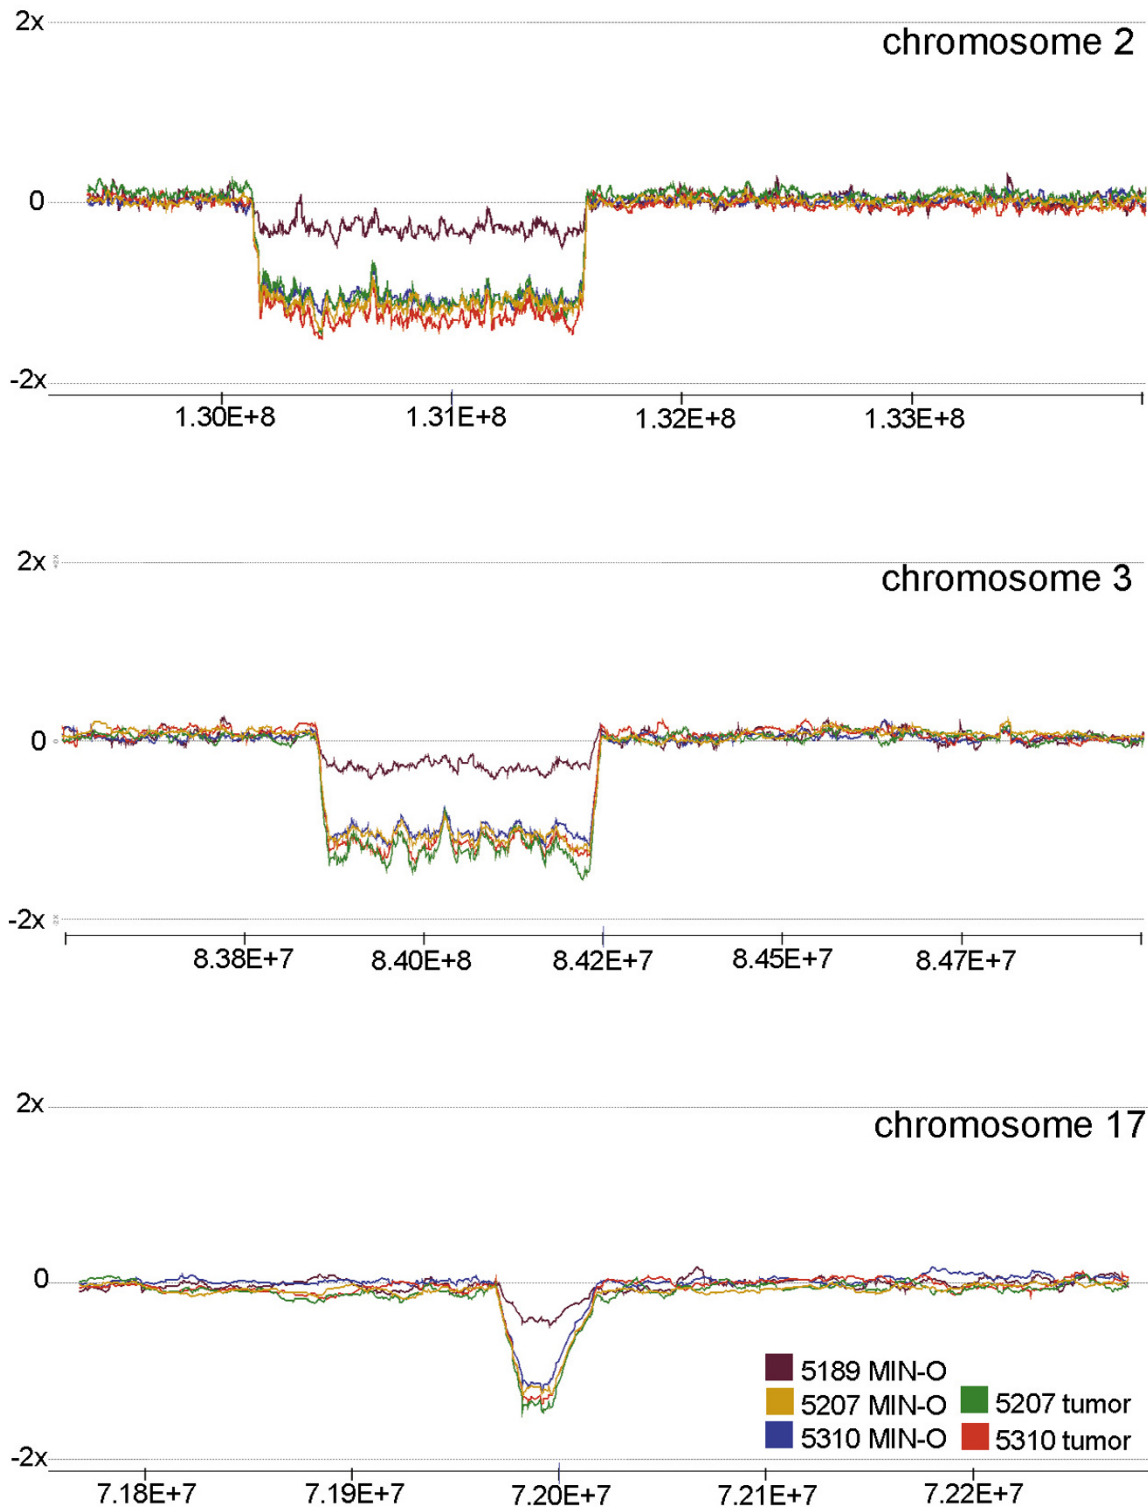 2x
chromosome 2
0
-2x
1.30E+8 1.31E+8 1.32E+8 1.33E+8
2x
chromosome 3
0
-2x
8.38E+7 8.40E+8 8.42E+7 8.45E+7 8.47E+7
2x
chromosome 17
0
5189 MIN-O
5207 MIN-O 5207 tumor
5310 MIN-O 5310 tumor
-2x
7.18E+7 7.19E+7 7.20E+7 7.21E+7 7.22E+7